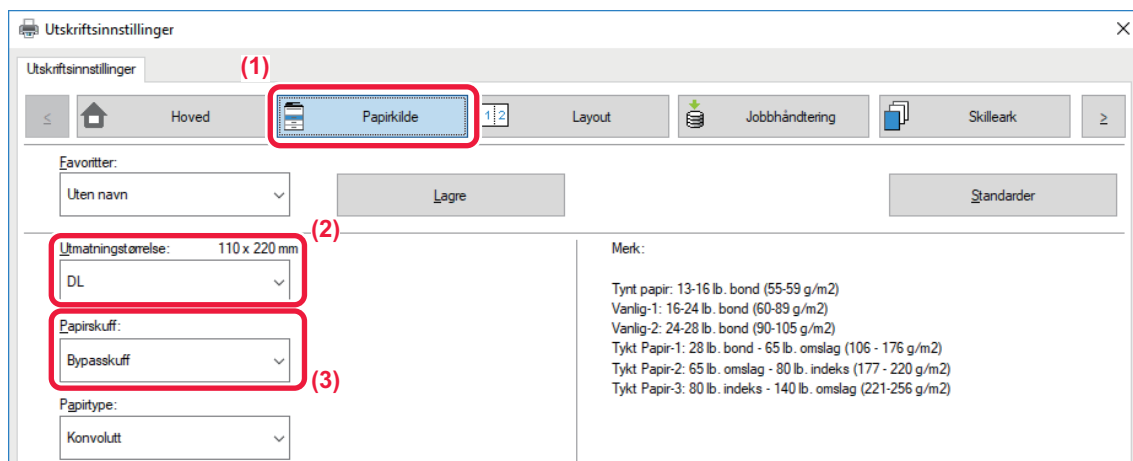 Utskriftsinnstillinger
Utskriftsinnstillinger
(1)
<
Hoved
Papirkilde
1 2
Layout
Jobbhåndtering
Skilleark
>
Favoritter:
Uten navn
Lagre
Standarder
(2)
Utmatningstørrelse: 110 x 220 mm
DL
Papirskuff:
Bypasskuff
(3)
Papirtype:
Konvolutt
Merk:
Tynt papir: 13-16 lb. bond (55-59 g/m2)
Vanlig-1: 16-24 lb. bond (60-89 g/m2)
Vanlig-2: 24-28 lb. bond (90-105 g/m2)
Tykt Papir-1: 28 lb. bond - 65 lb. omslag (106 - 176 g/m2)
Tykt Papir-2: 65 lb. omslag - 80 lb. indeks (177 - 220 g/m2)
Tykt Papir-3: 80 lb. indeks - 140 lb. omslag (221-256 g/m2)